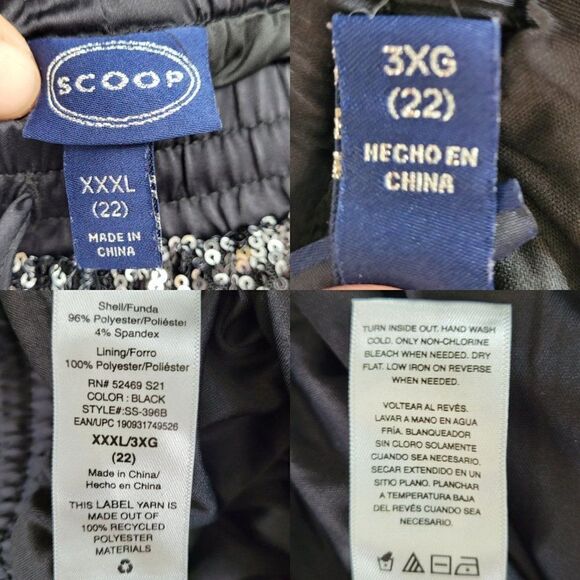 SCOOP
XXXL
(22)
MADE IN
CHINA
3XG
(22)
HECHO EN
CHINA
Shell/Funda
96% Polyester/Poliéster
4% Spandex
Lining/Forro
100% Polyester/Poliéster
RN# 52469 S21
COLOR : BLACK
STYLE#:SS-396B
EAN/UPC 190931749526
XXXL/3XG
(22)
Made in China/
Hecho en China
THIS LABEL YARN IS
MADE OUT OF
100% RECYCLED
POLYESTER
MATERIALS
TURN INSIDE OUT. HAND WASH
COLD. ONLY NON-CHLORINE
BLEACH WHEN NEEDED. DRY
FLAT. LOW IRON ON REVERSE
WHEN NEEDED.
VOLTEAR AL REVÉS.
LAVAR A MANO EN AGUA
FRÍA. BLANQUEADOR
SIN CLORO SOLAMENTE
CUANDO SEA NECESARIO.
SECAR EXTENDIDO EN UN
SITIO PLANO. PLANCHAR
A TEMPERATURA BAJA
DEL REVÉS CUANDO SEA
NECESARIO.